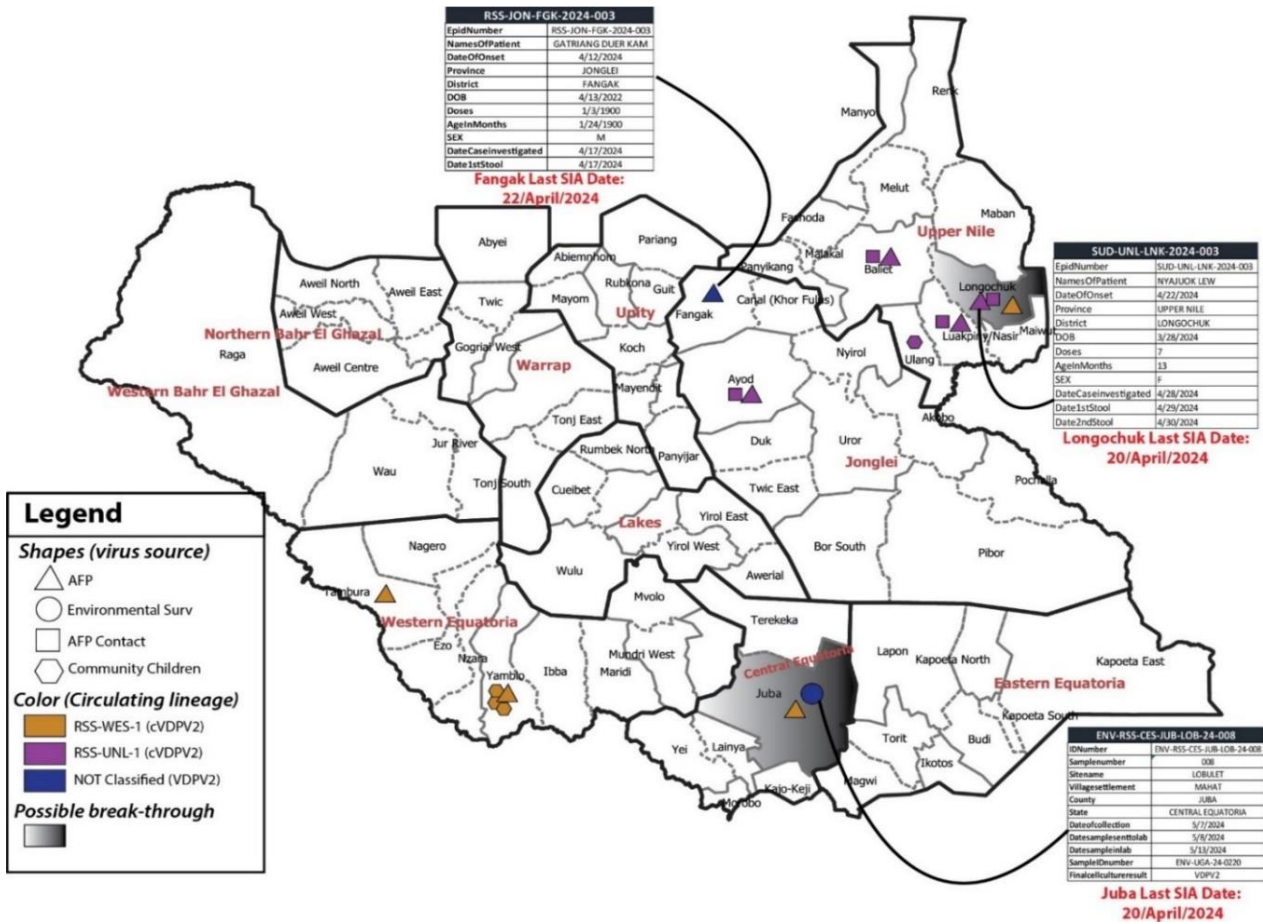 RSS-JON-FGK-2024-003
EpidNumber RSS-JON-FGK-2024-003
NamesOfPatient GATRIANG DUER KAM
DateOfOnset 4/12/2024
Province JONGLEI
District FANGAK
DOB 4/13/2022
Doses 1/3/1900
AgeInMonths 1/24/1900
SEX M
DateCaseinvestigated 4/17/2024
Date1stStool 4/17/2024
Fangak Last SIA Date:
22/April/2024
Renk
Manyo
Melut
Maban
Fashoda
Upper Nile
Malakal
Baliet
Panyikang
Longochuk
Canal (Khor Fulus)
Luakpiny/Nasir
Maiwut
Ulang
SUD-UNL-LNK-2024-003
EpidNumber SUD-UNL-LNK-2024-003
NamesOfPatient NYAJUOK LEW
DateOfOnset 4/22/2024
Province UPPER NILE
District LONGOCHUK
DOB 3/28/2024
Doses 7
AgeInMonths 13
SEX F
DateCaseinvestigated 4/28/2024
Date1stStool 4/29/2024
Date2ndStool 4/30/2024
Longochuk Last SIA Date:
20/April/2024
Abyei
Pariang
Abiemnhom
Rubkona
Guit
Mayom
Unity
Fangak
Twic
Koch
Mayendit
Panyijar
Aweil North
Aweil East
Aweil West
Northern Bahr El Ghazal
Aweil Centre
Raga
Western Bahr El Ghazal
Gogrial West
Warrap
Tonj East
Tonj South
Jur River
Wau
Nyirol
Ayod
Akobo
Duk
Uror
Jonglei
Pochalla
Twic East
Bor South
Pibor
Rumbek North
Cueibet
Lakes
Yirol East
Yirol West
Wulu
Awerial
Nagero
Tambura
Western Equatoria
Ezo
Nzara
Yambio
Ibba
Maridi
Mundri West
Mvolo
Terekeka
Central Equatoria
Juba
Yei
Lainya
Morobo
Kajo-Keji
Lapon
Kapoeta North
Kapoeta East
Eastern Equatoria
Kapoeta South
Torit
Budi
Ikotos
Magwi
Legend
Shapes (virus source)
AFP
Environmental Surv
AFP Contact
Community Children
Color (Circulating lineage)
RSS-WES-1 (cVDPV2)
RSS-UNL-1 (cVDPV2)
NOT Classified (VDPV2)
Possible break-through
ENV-RSS-CES-JUB-LOB-24-008
IDNumber ENV-RSS-CES-JUB-LOB-24-008
Samplenumber 008
Sitename LOBULET
Villagesettlement MAHAT
County JUBA
State CENTRAL EQUATORIA
Dateofcollection 5/7/2024
Datesamplesenttolab 5/8/2024
Datesampleinlab 5/13/2024
SampleIDnumber ENV-UGA-24-0220
Finalcellcultureresult VDPV2
Juba Last SIA Date:
20/April/2024